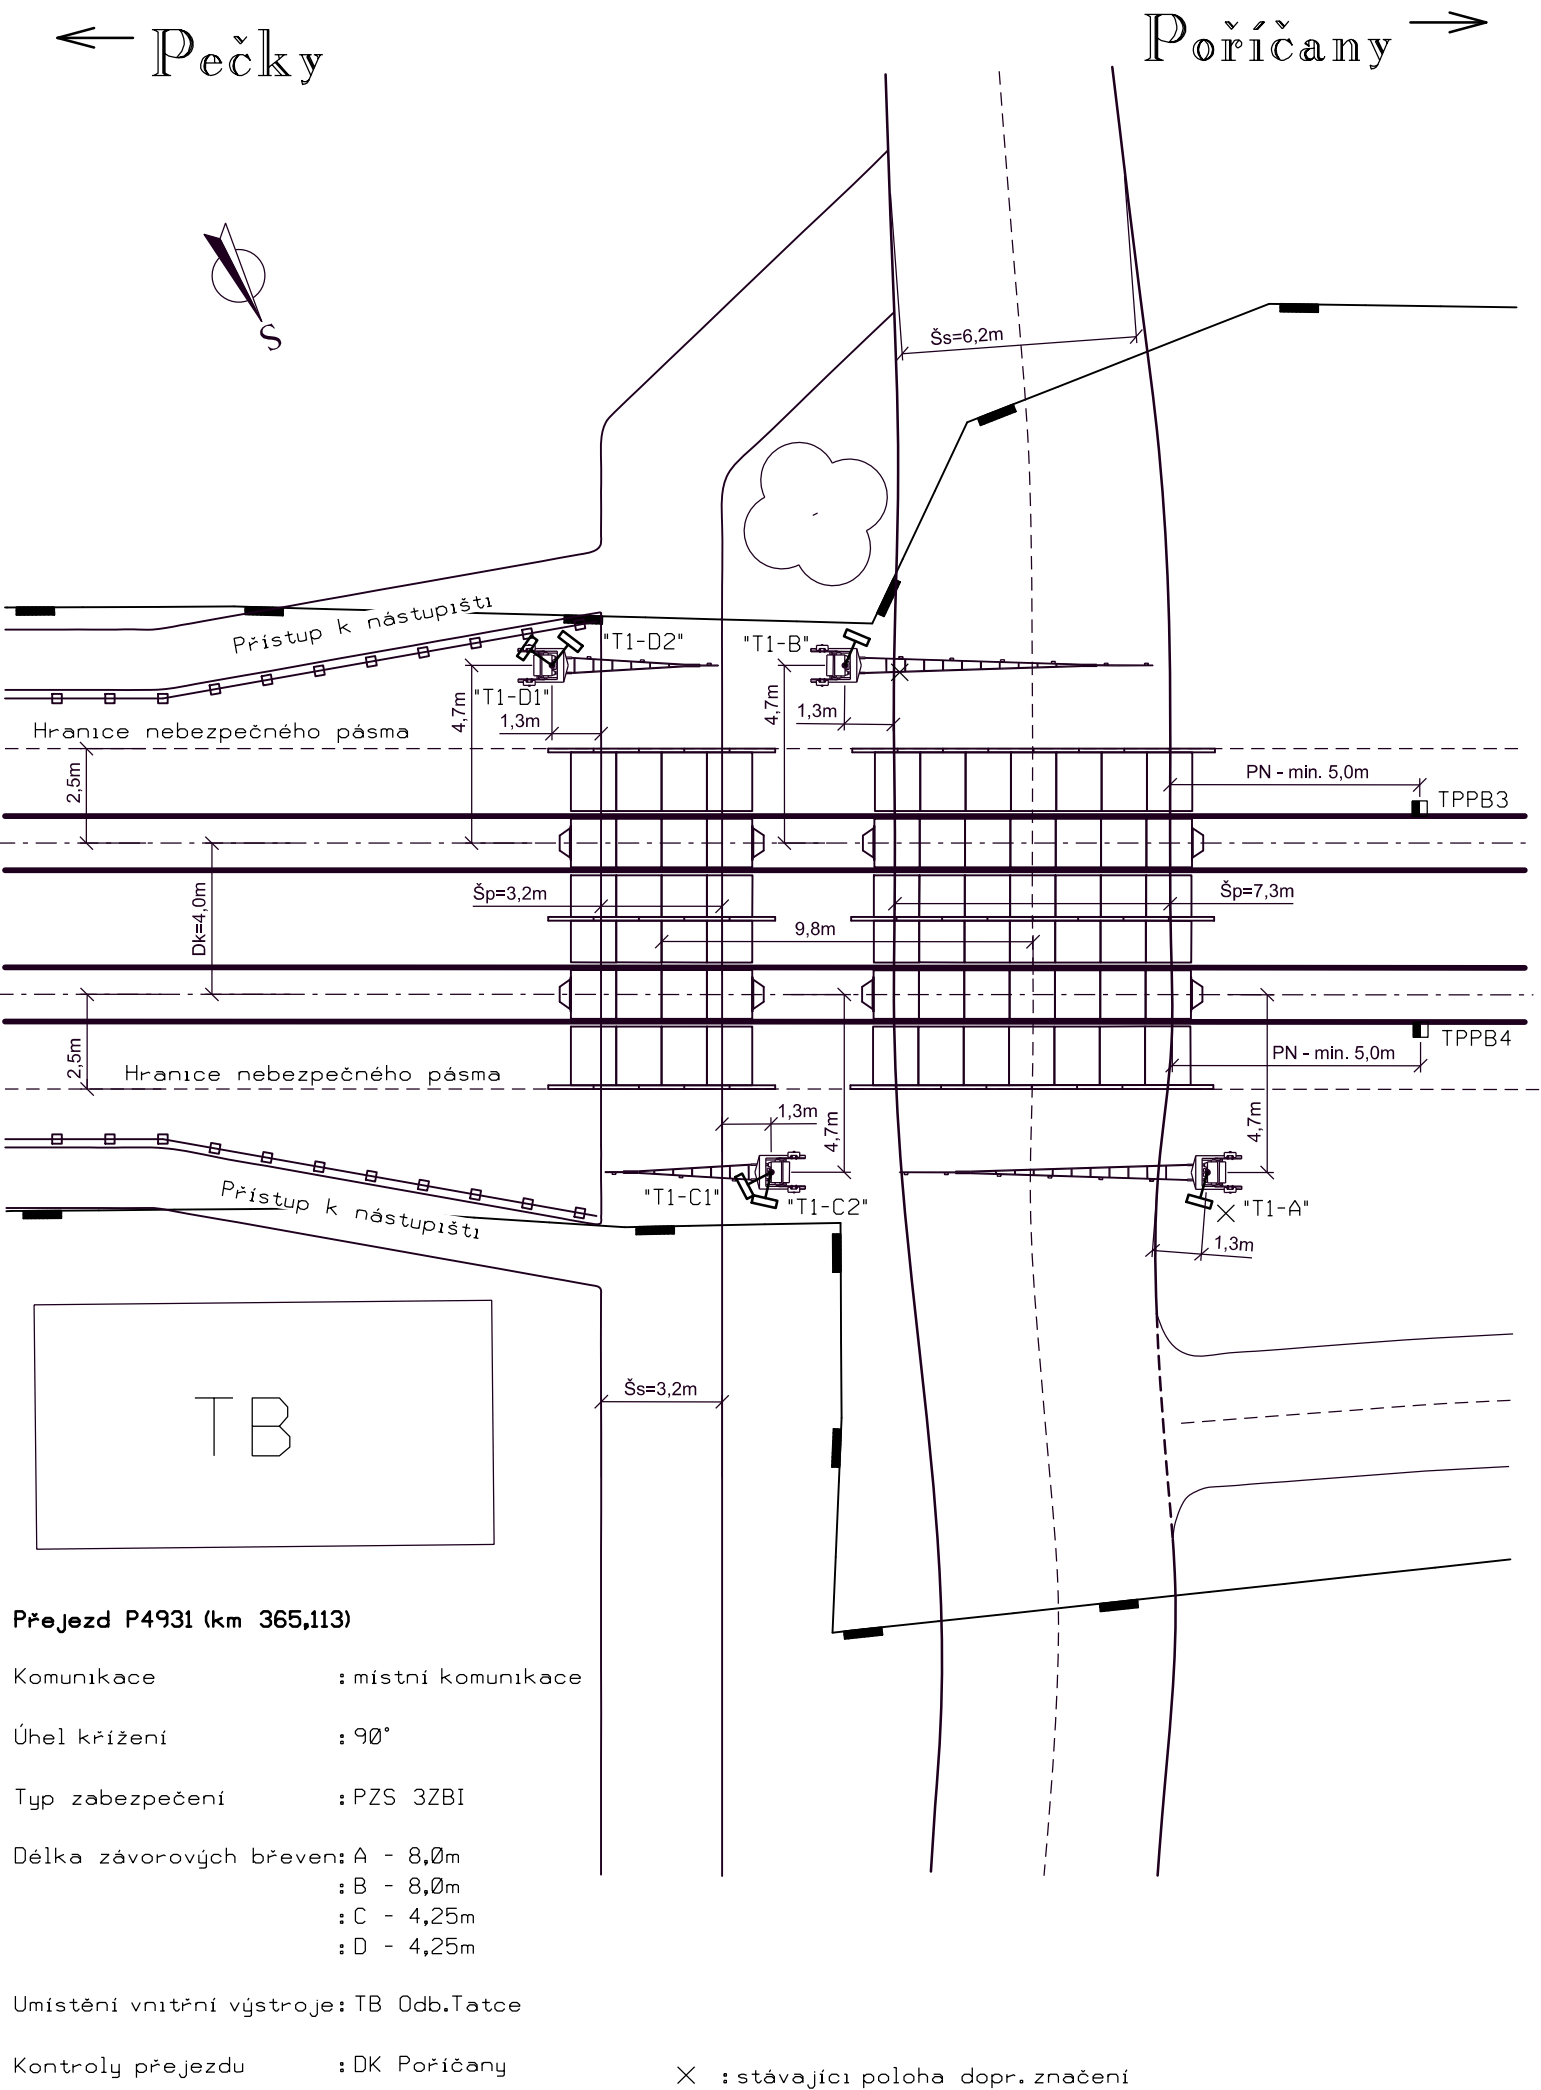 Pečky
Poříčany
S
Šs=6,2m
Přístup k nástupišti
"T1-D2"
"T1-B"
"T1-D1"
4,7m
1,3m
4,7m
1,3m
Hranice nebezpečného pásma
2,5m
PN - min. 5,0m
TPPB3
Dk=4,0m
Šp=3,2m
Šp=7,3m
9,8m
2,5m
Hranice nebezpečného pásma
TPPB4
PN - min. 5,0m
1,3m
4,7m
4,7m
Přístup k nástupišti
"T1-C1"
"T1-C2"
"T1-A"
1,3m
Šs=3,2m
TB
Přejezd P4931 (km 365,113)
Komunikace : místní komunikace
Úhel křížení : 90°
Typ zabezpečení : PZS 3ZBI
Délka závorových břeven: A - 8,0m
: B - 8,0m
: C - 4,25m
: D - 4,25m
Umístění vnitřní výstroje: TB Odb.Tatce
Kontroly přejezdu : DK Poříčany
X : stávající poloha dopr. značení